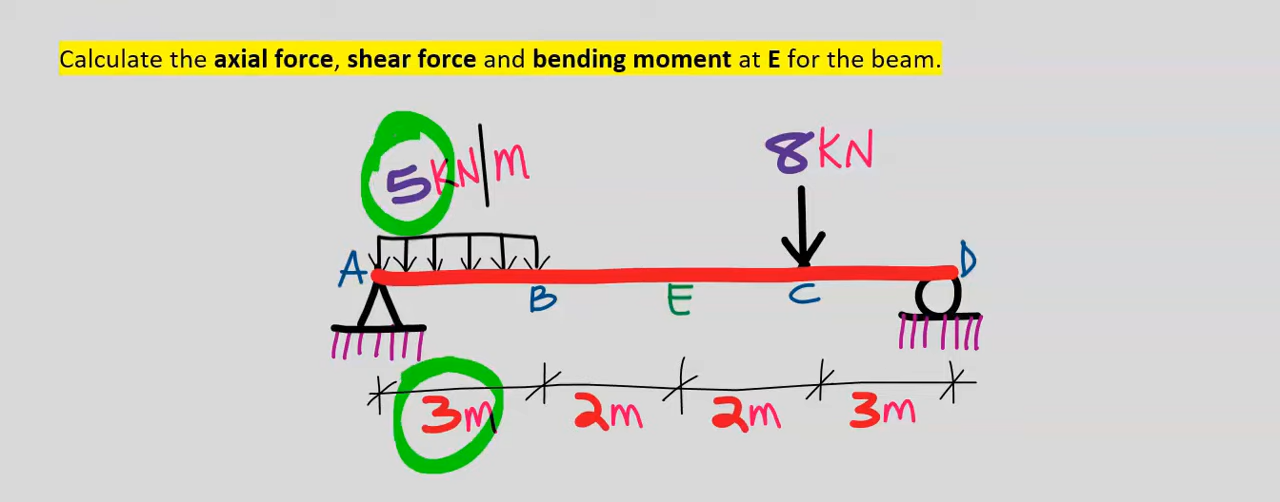 Calculate the axial force, shear force and bending moment at E for the beam.
5KN/m
8KN
A
D
B
E
C
3m
2m
2m
3m